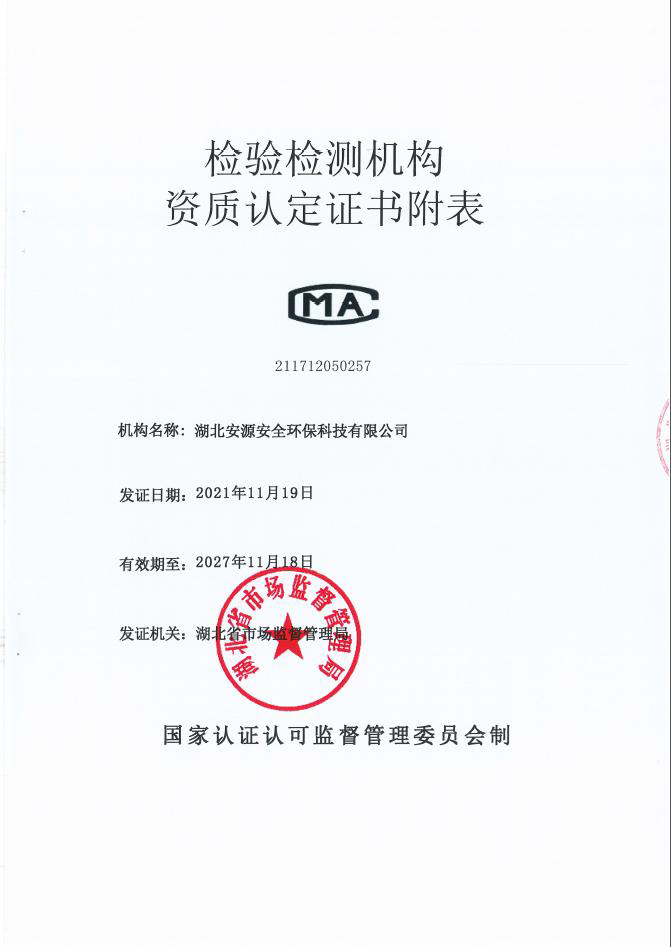 检验检测机构
资质认定证书附表
CMA
211712050257
机构名称: 湖北安源安全环保科技有限公司
发证日期: 2021年11月19日
有效期至: 2027年11月18日
发证机关: 湖北省市场监督管理局
湖北省市场监督管理局
国家认证认可监督管理委员会制